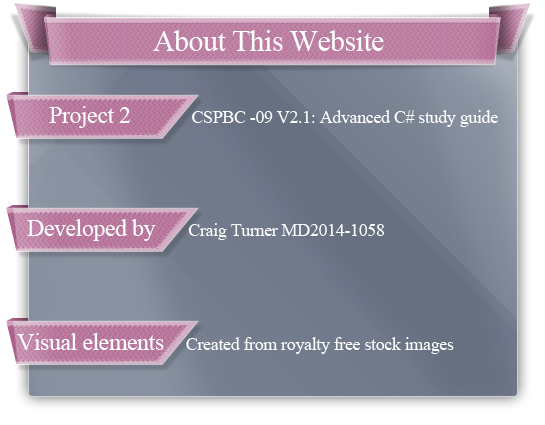 About This Website
Project 2 CSPBC -09 V2.1: Advanced C# study guide
Developed by Craig Turner MD2014-1058
Visual elements Created from royalty free stock images